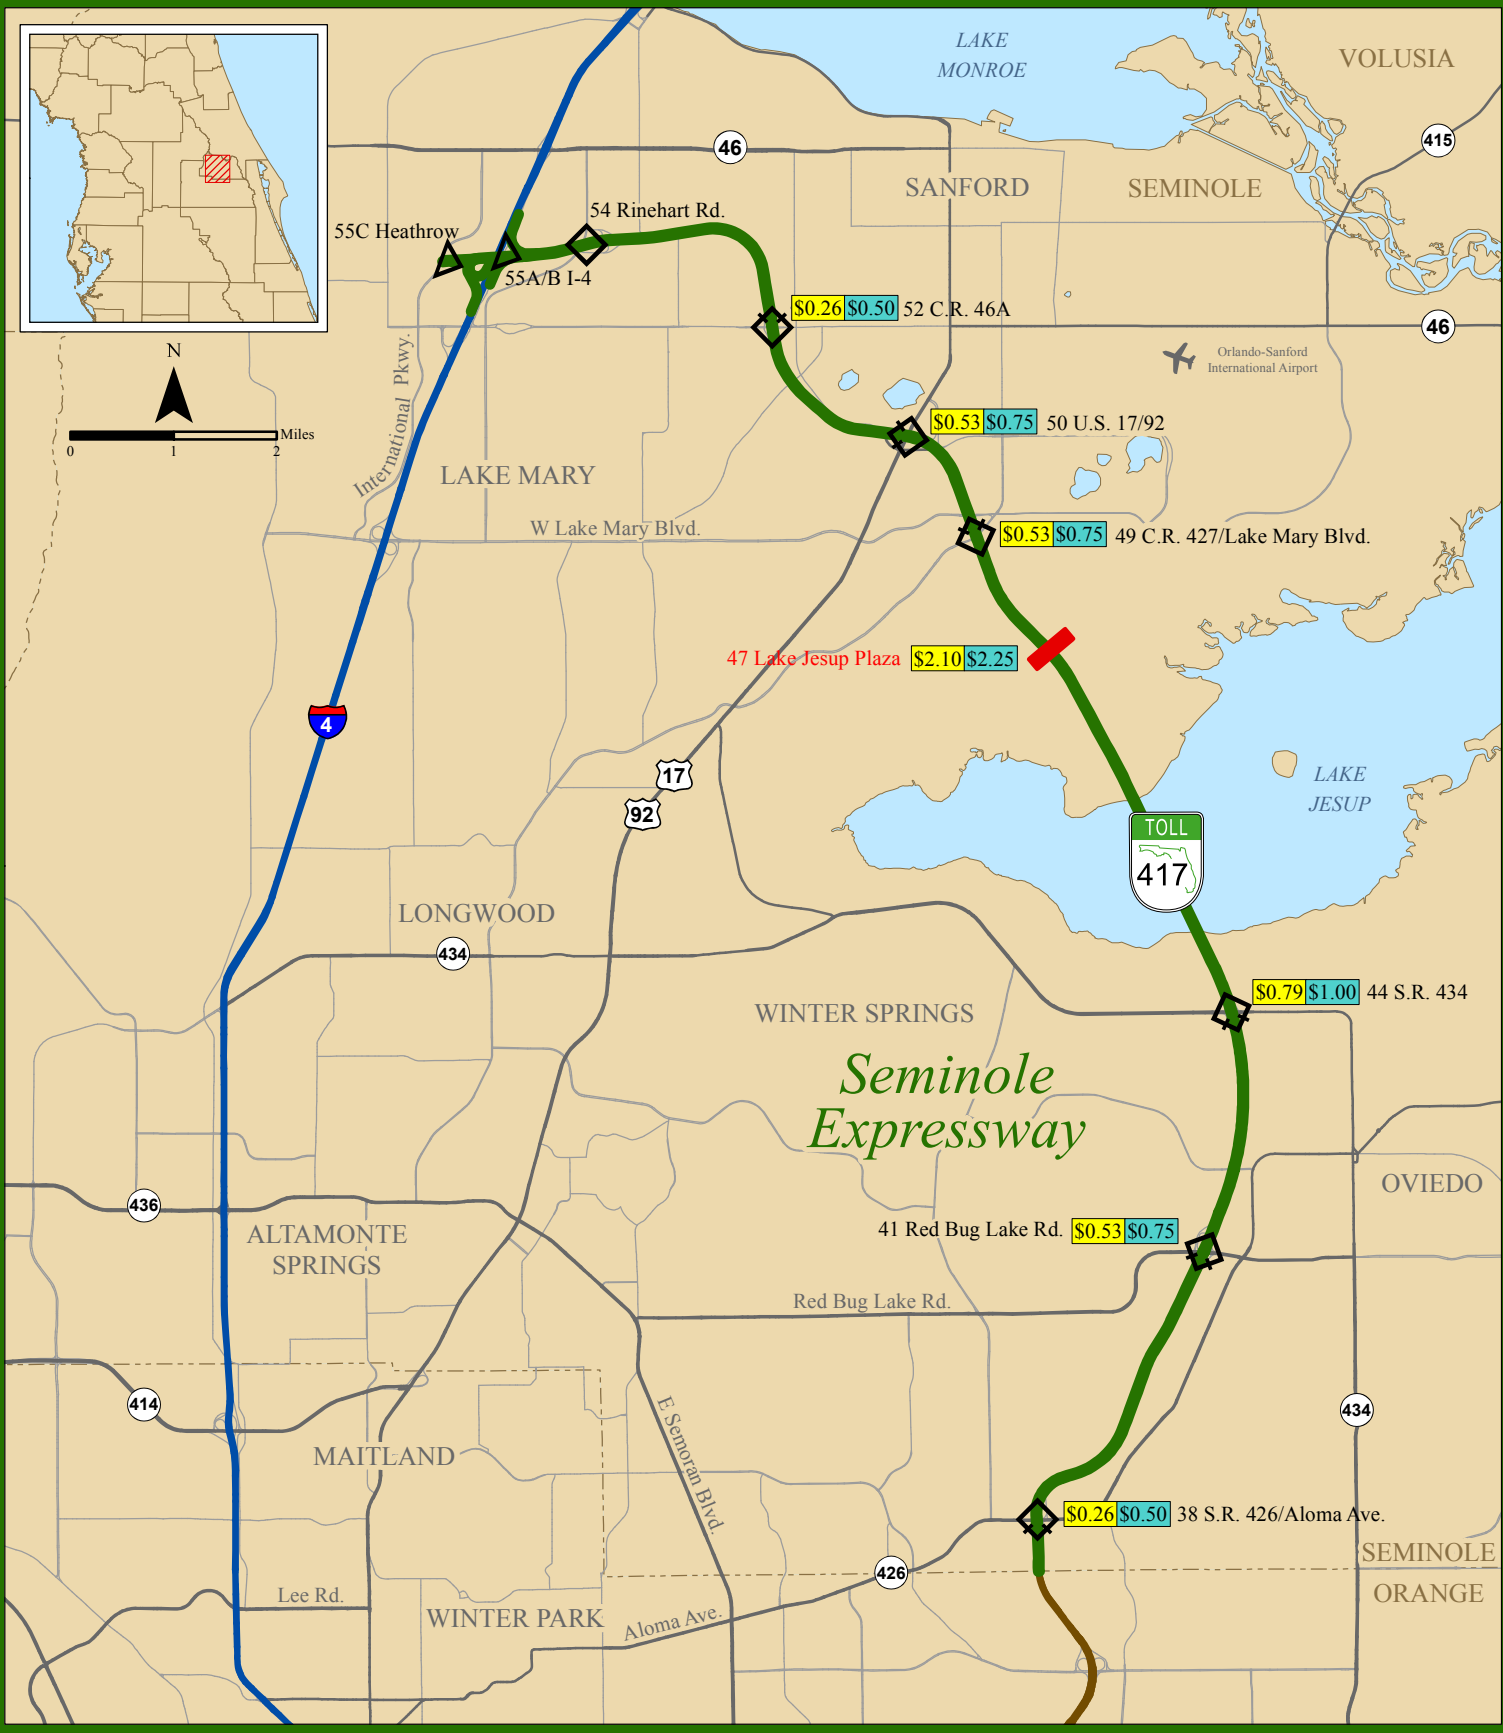 LAKE
MONROE
VOLUSIA
46
415
SANFORD
SEMINOLE
54 Rinehart Rd.
55C Heathrow
55A/B I-4
$0.26 $0.50 52 C.R. 46A
46
N
Orlando-Sanford
International Airport
International Pkwy.
Miles
0 1 2
$0.53 $0.75 50 U.S. 17/92
LAKE MARY
W Lake Mary Blvd.
$0.53 $0.75 49 C.R. 427/Lake Mary Blvd.
47 Lake Jesup Plaza $2.10 $2.25
4
17
92
LAKE
JESUP
TOLL
417
LONGWOOD
434
$0.79 $1.00 44 S.R. 434
WINTER SPRINGS
Seminole
Expressway
OVIEDO
436
ALTAMONTE
SPRINGS
41 Red Bug Lake Rd. $0.53 $0.75
Red Bug Lake Rd.
414
434
E Semoran Blvd.
MAITLAND
$0.26 $0.50 38 S.R. 426/Aloma Ave.
SEMINOLE
426
ORANGE
Lee Rd.
WINTER PARK
Aloma Ave.